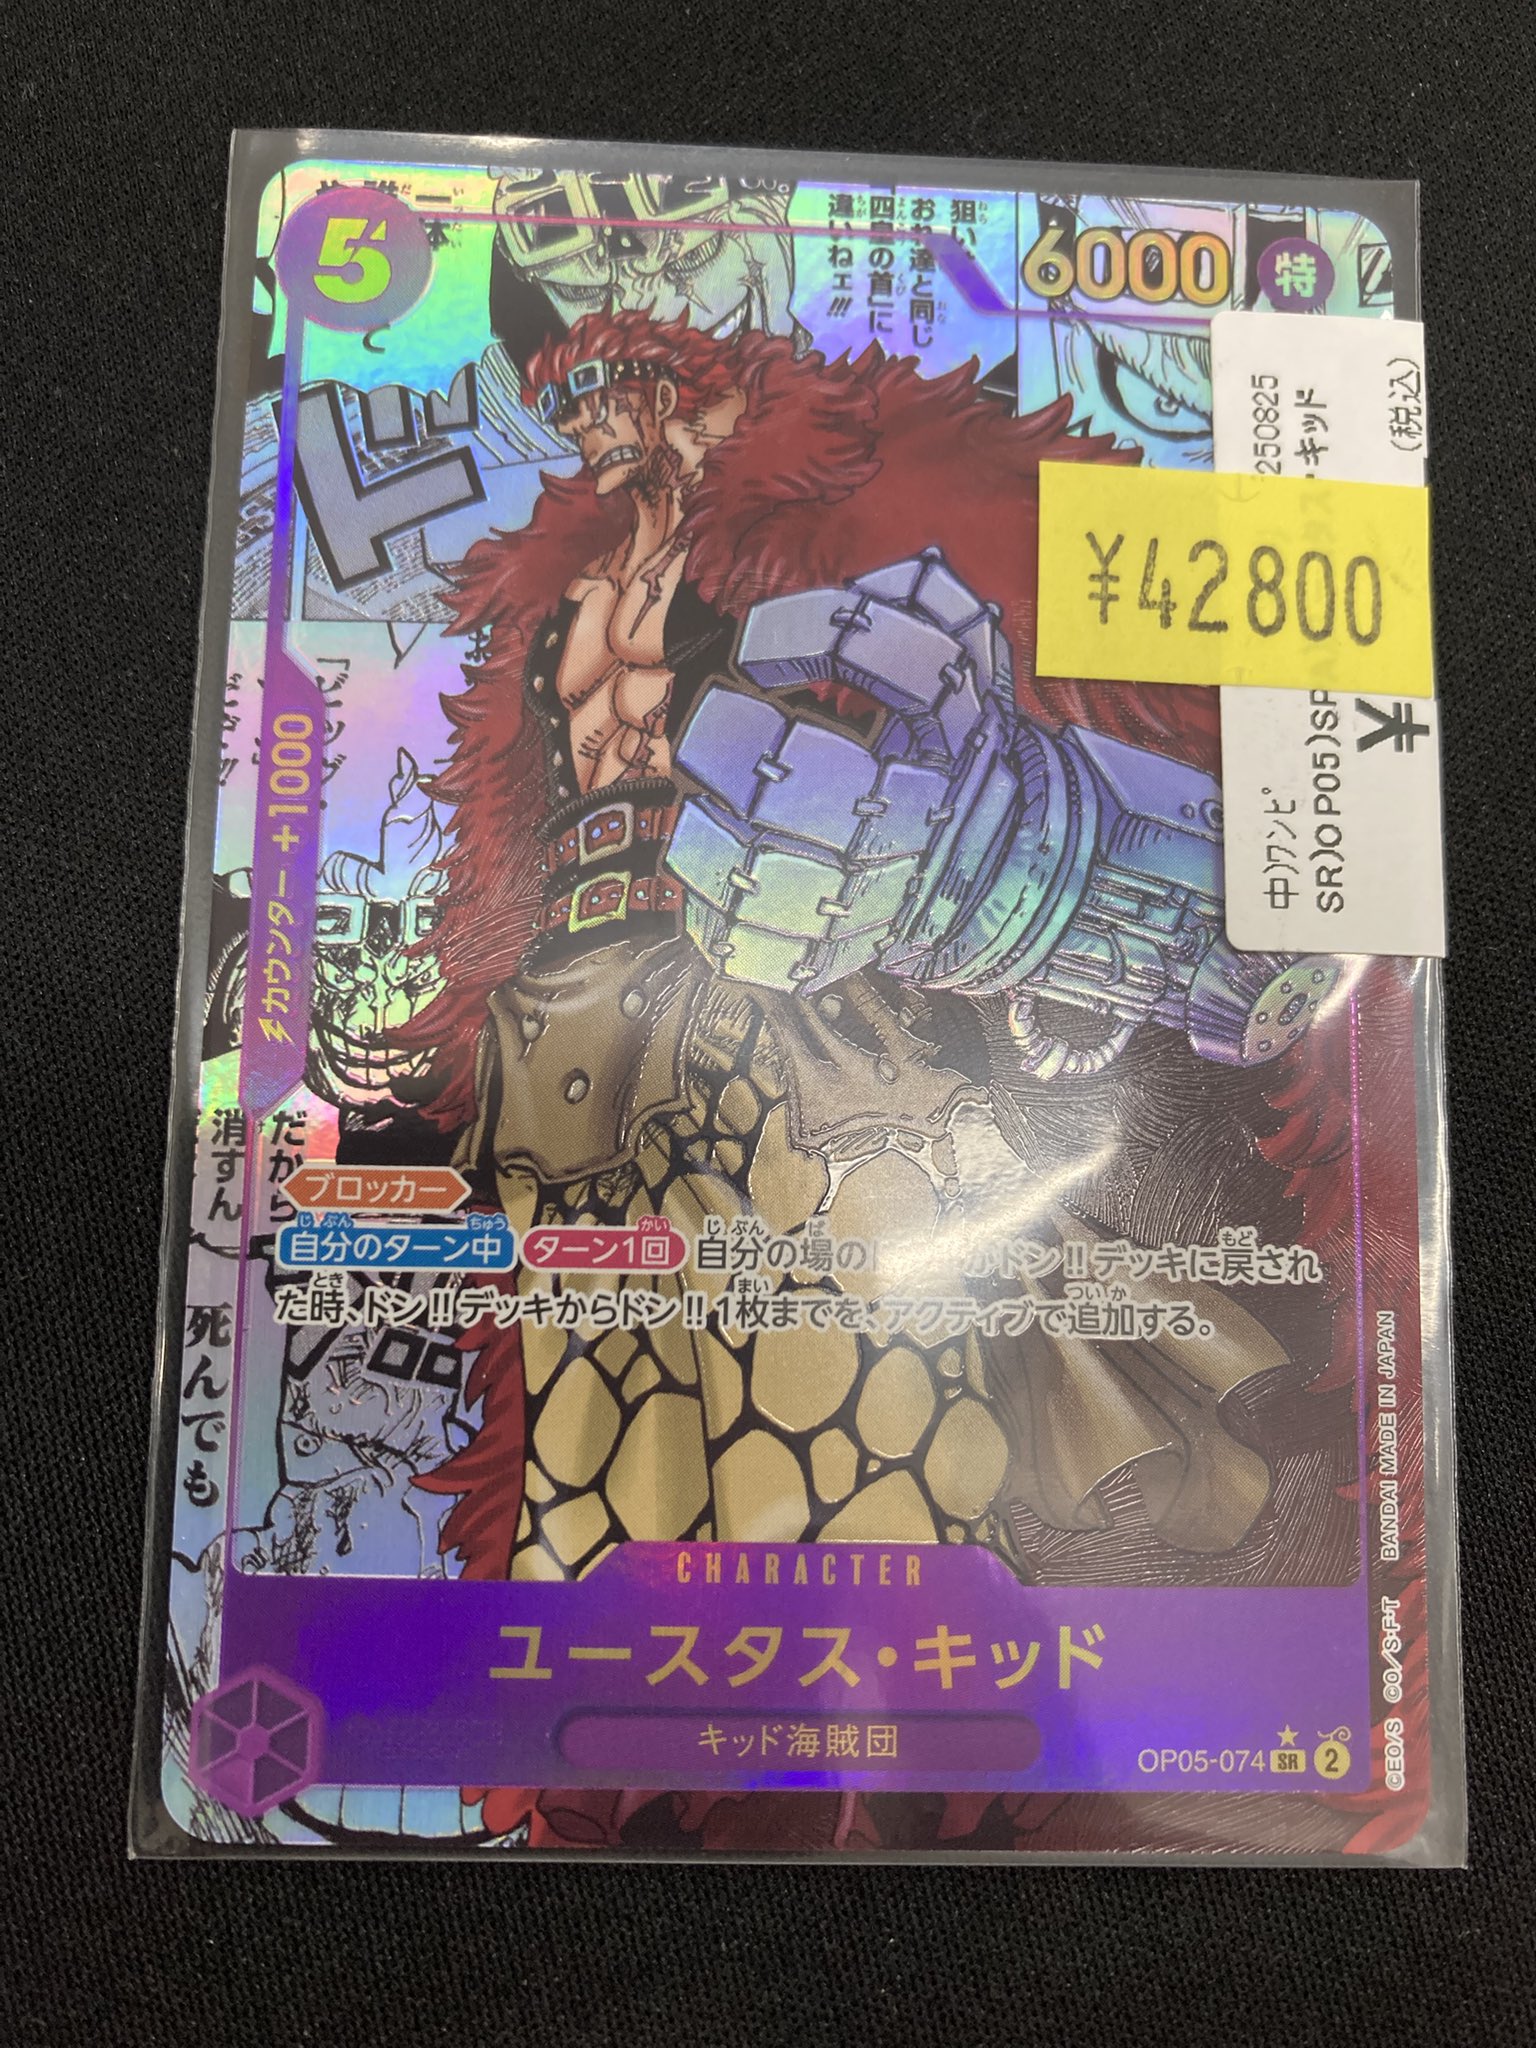 5
6000
特
狙い
おれ達と同じ
「四皇の首」に
違いねェ!!!
ド
250825
キッド
(税込)
¥42800
中)ワンピ
SR)OP05)SP
¥
カウンター +1000
だから
消すん
死んでも
ブロッカー
自分のターン中 ターン1回 自分の場の ドン!!デッキに戻され
た時、ドン!!デッキからドン!!1枚までを、アクティブで追加する。
CHARACTER
ユースタス・キッド
キッド海賊団
OP05-074 SR 2
©EO/S ©O/S・F・T BANDAI MADE IN JAPAN